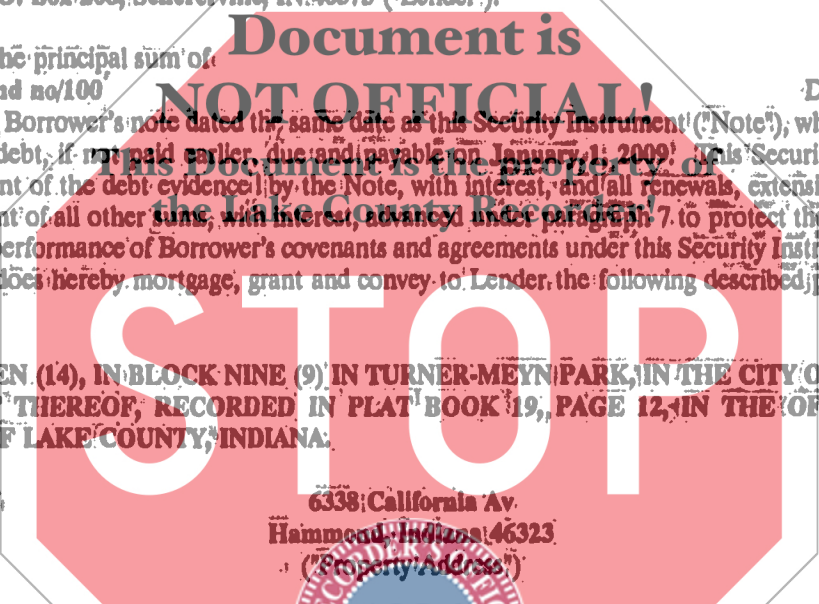 Document is
he principal sum of
NOT OFFICIAL!
nd no/100
Borrower's note dated the same date as this Security Instrument ("Note"), wh
debt, if not paid earlier, due and payable on January 1, 2009. This Securi
This Document is the property of
nt of the debt evidenced by the Note, with interest, and all renewals, extensi
the Lake County Recorder!
nt of all other sums, with interest, advanced under paragraph 7 to protect the
performance of Borrower's covenants and agreements under this Security Instr
does hereby mortgage, grant and convey to Lender the following described p
STOP
EN (14), IN BLOCK NINE (9) IN TURNER-MEYN PARK, IN THE CITY O
THEREOF, RECORDED IN PLAT BOOK 19, PAGE 12, IN THE OF
F LAKE COUNTY, INDIANA.
6338 California Av.
Hammond, Indiana 46323
("Property Address")
CORDER'S OFFIC